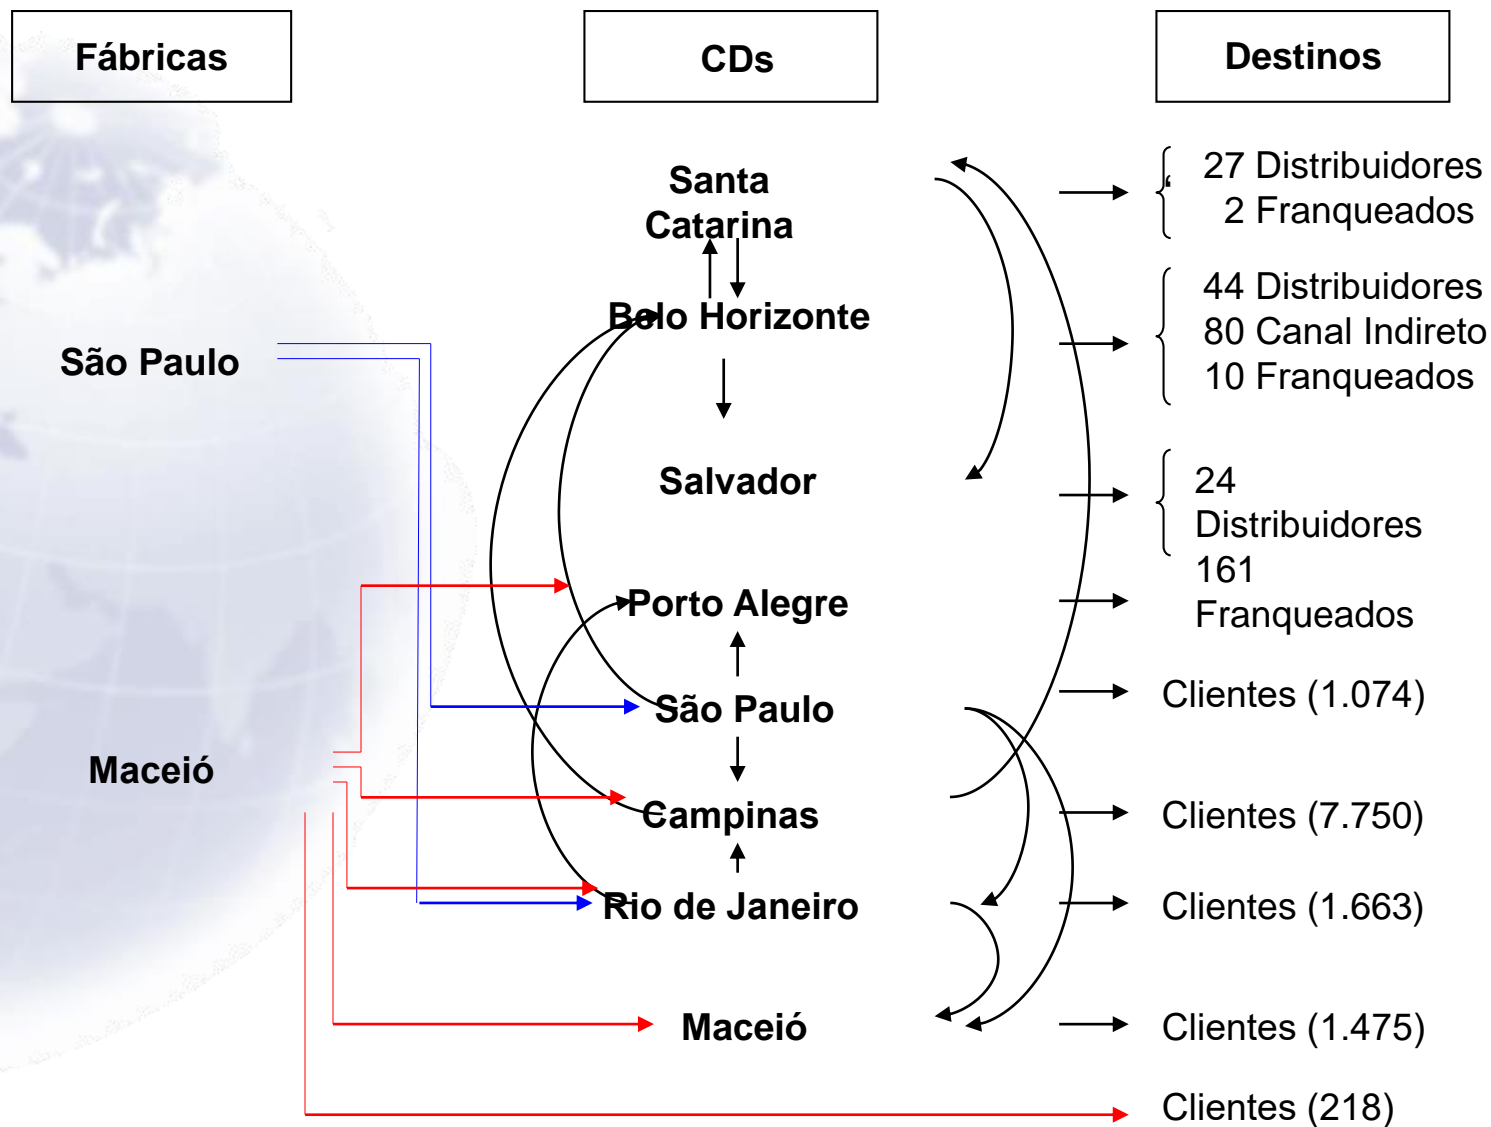 Fábricas
CDs
Destinos
São Paulo
Maceió
Santa
Catarina
Belo Horizonte
Salvador
Porto Alegre
São Paulo
Campinas
Rio de Janeiro
Maceió
27 Distribuidores
2 Franqueados
44 Distribuidores
80 Canal Indireto
10 Franqueados
24
Distribuidores
161
Franqueados
Clientes (1.074)
Clientes (7.750)
Clientes (1.663)
Clientes (1.475)
Clientes (218)